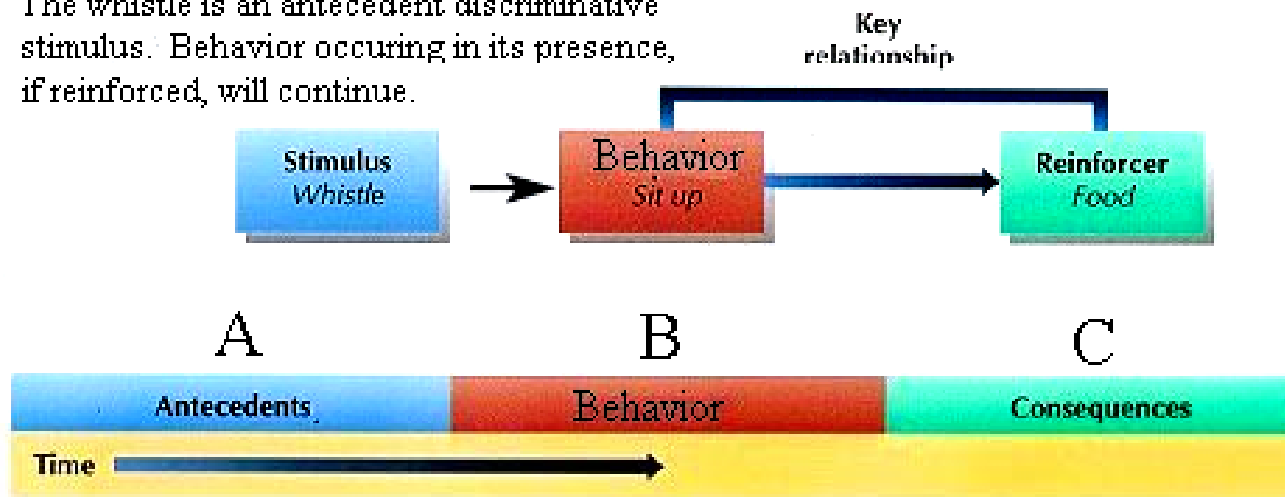 The whistle is an antecedent discriminative
stimulus. Behavior occuring in its presence,
if reinforced, will continue.
Key
relationship
Stimulus
Whistle
Behavior
Sit up
Reinforcer
Food
A
B
C
Antecedents
Behavior
Consequences
Time